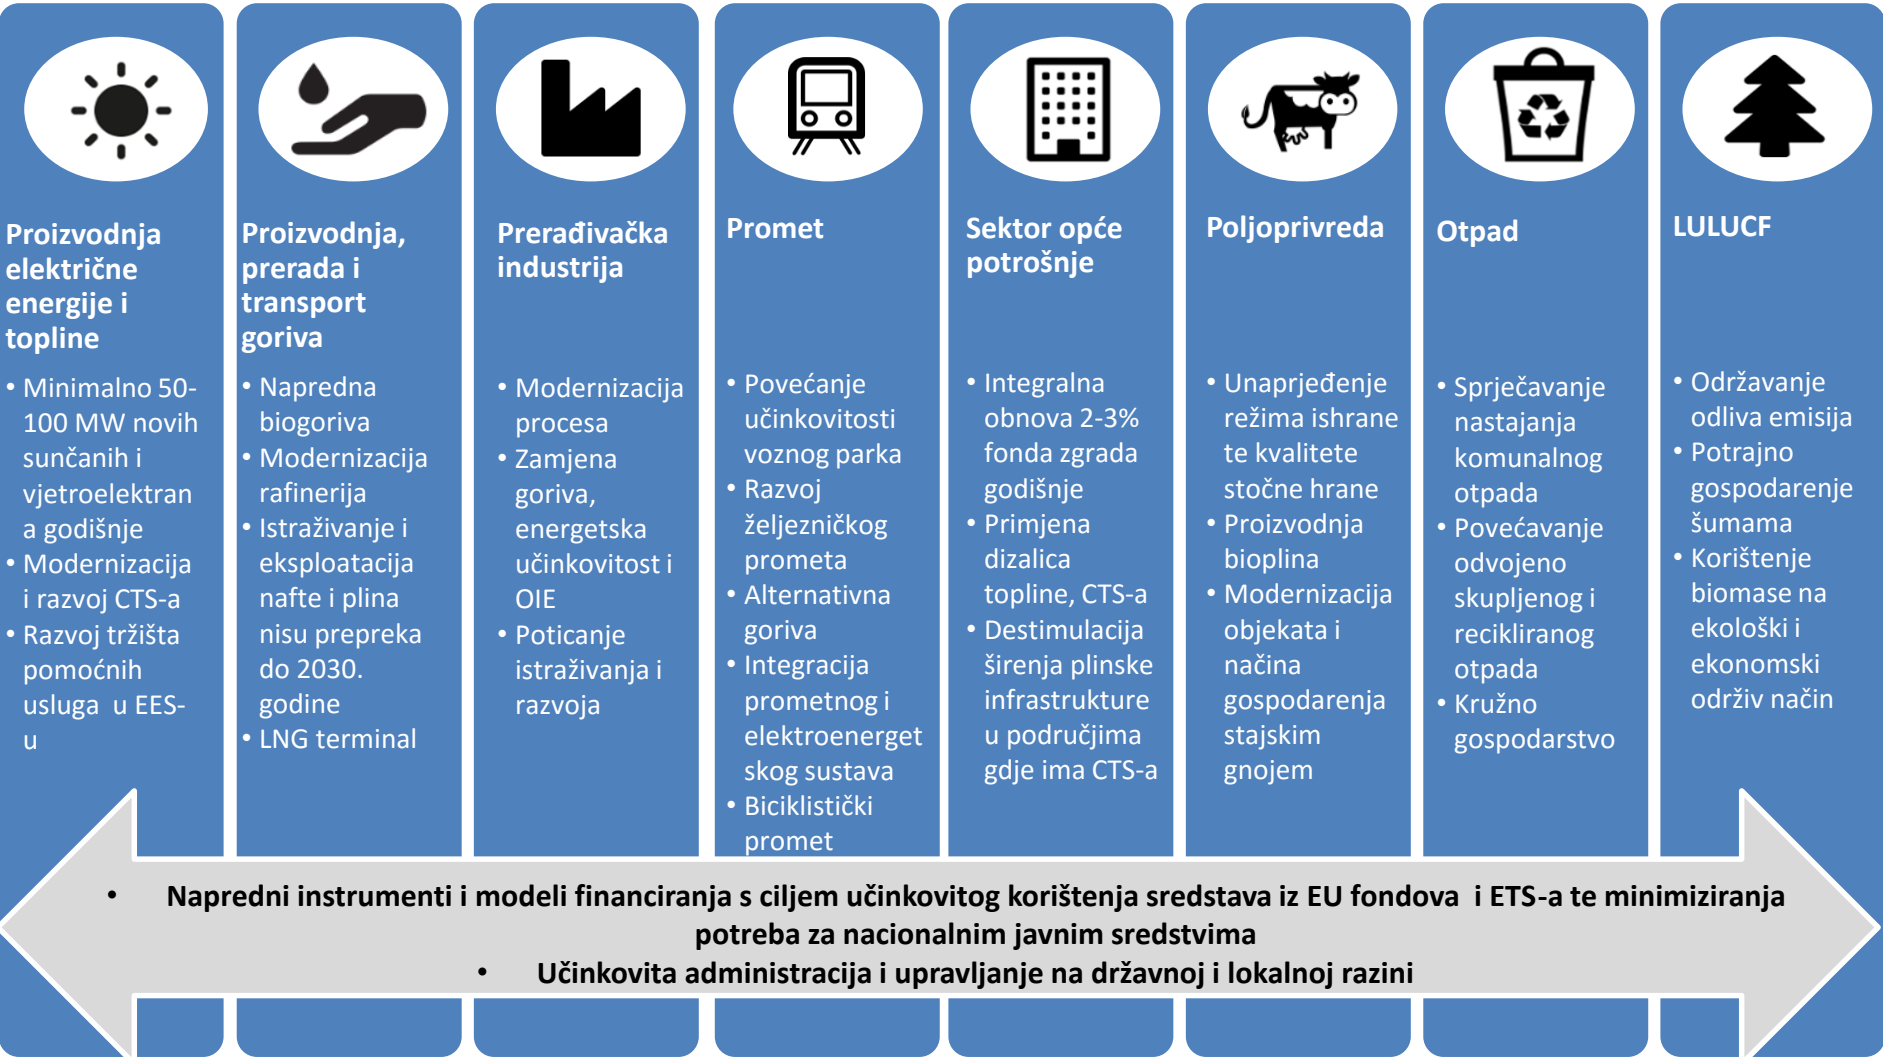 Proizvodnja
električne
energije i
topline
• Minimalno 50-
100 MW novih
sunčanih i
vjetroelektran
a godišnje
• Modernizacija
i razvoj CTS-a
• Razvoj tržišta
pomoćnih
usluga  u EES-
u
Proizvodnja,
prerada i
transport
goriva
• Napredna
biogoriva
• Modernizacija
rafinerija
• Istraživanje i
eksploatacija
nafte i plina
nisu prepreka
do 2030.
godine
• LNG terminal
Prerađivačka
industrija
• Modernizacija
procesa
• Zamjena
goriva,
energetska
učinkovitost i
OIE
• Poticanje
istraživanja i
razvoja
Promet
• Povećanje
učinkovitosti
voznog parka
• Razvoj
željezničkog
prometa
• Alternativna
goriva
• Integracija
prometnog i
elektroenerget
skog sustava
• Biciklistički
promet
Sektor opće
potrošnje
• Integralna
obnova 2-3%
fonda zgrada
godišnje
• Primjena
dizalica
topline, CTS-a
• Destimulacija
širenja plinske
infrastrukture
u područjima
gdje ima CTS-a
Poljoprivreda
• Unaprjeđenje
režima ishrane
te kvalitete
stočne hrane
• Proizvodnja
bioplina
• Modernizacija
objekata i
načina
gospodarenja
stajskim
gnojem
Otpad
• Sprječavanje
nastajanja
komunalnog
otpada
• Povećavanje
odvojeno
skupljenog i
recikliranog
otpada
• Kružno
gospodarstvo
LULUCF
• Održavanje
odliva emisija
• Potrajno
gospodarenje
šumama
• Korištenje
biomase na
ekološki i
ekonomski
održiv način
• Napredni instrumenti i modeli financiranja s ciljem učinkovitog korištenja sredstava iz EU fondova  i ETS-a te minimiziranja
potreba za nacionalnim javnim sredstvima
• Učinkovita administracija i upravljanje na državnoj i lokalnoj razini